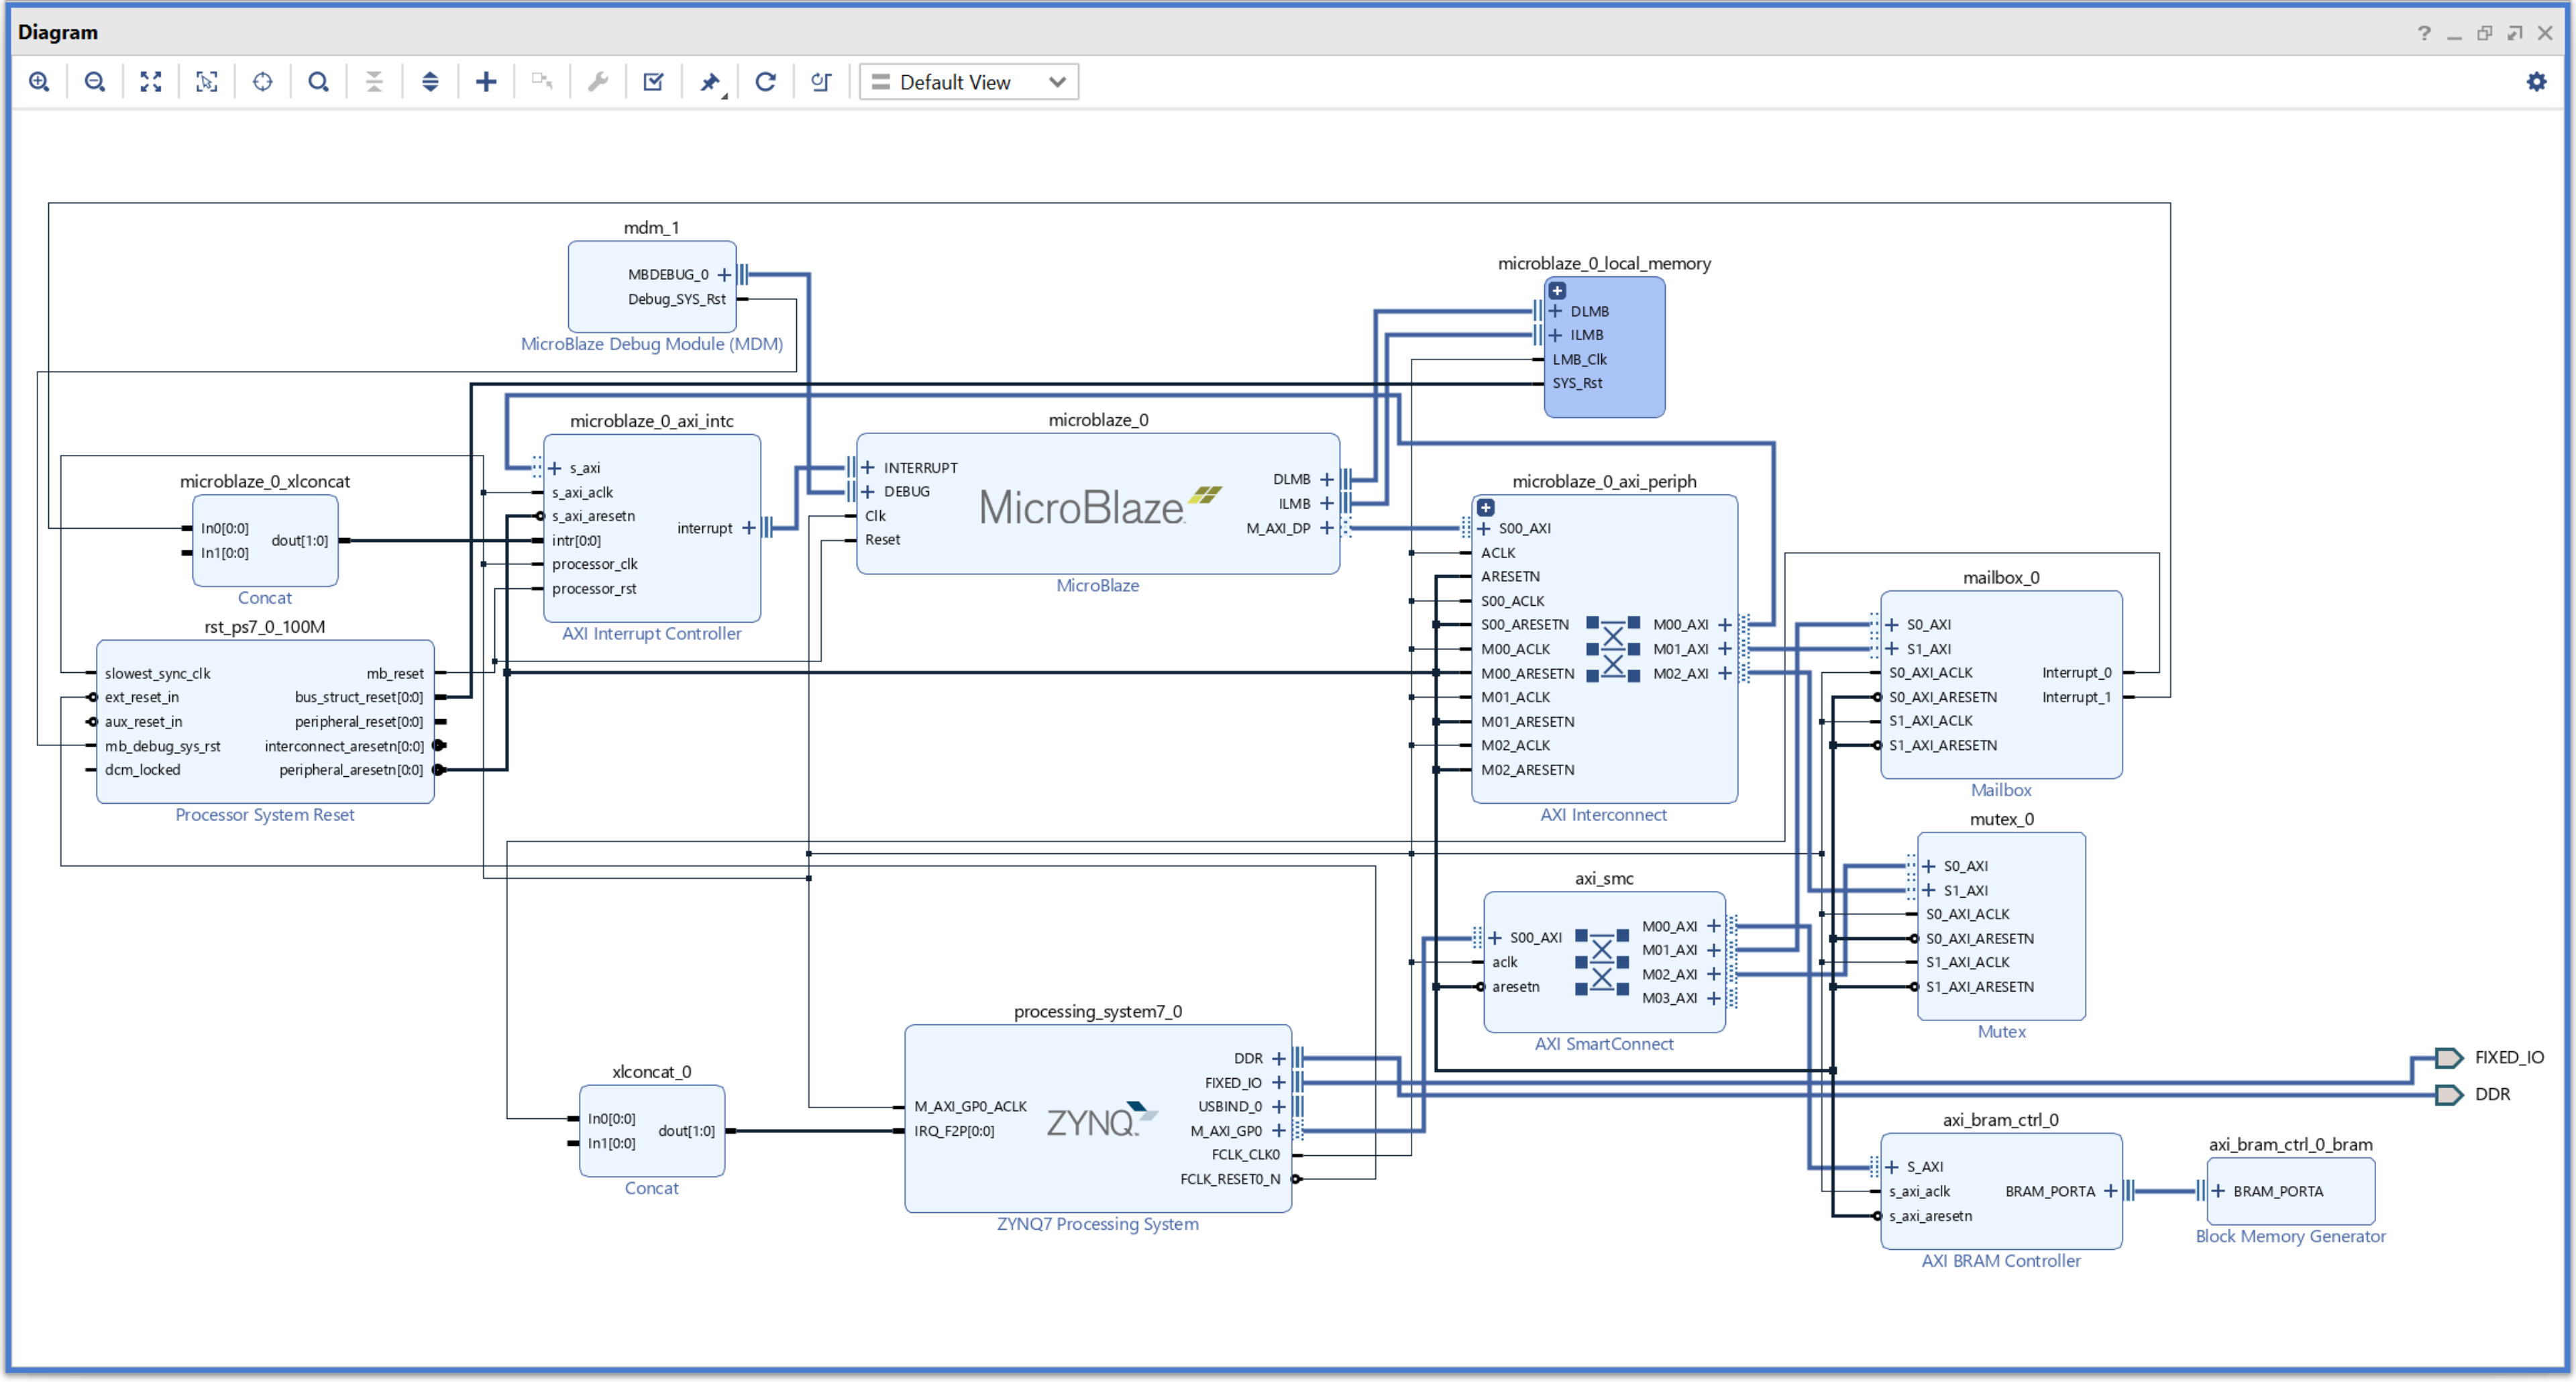 Diagram
?
Default View
mdm_1
MBDEBUG_0
Debug_SYS_Rst
MicroBlaze Debug Module (MDM)
microblaze_0_local_memory
DLMB
ILMB
LMB_Clk
SYS_Rst
microblaze_0_axi_intc
s_axi
s_axi_aclk
s_axi_aresetn
intr[0:0]
processor_clk
processor_rst
interrupt
AXI Interrupt Controller
microblaze_0
INTERRUPT
DEBUG
Clk
Reset
MicroBlaze
DLMB
ILMB
M_AXI_DP
MicroBlaze
microblaze_0_xlconcat
In0[0:0]
In1[0:0]
dout[1:0]
Concat
rst_ps7_0_100M
slowest_sync_clk
ext_reset_in
aux_reset_in
mb_debug_sys_rst
dcm_locked
mb_reset
bus_struct_reset[0:0]
peripheral_reset[0:0]
interconnect_aresetn[0:0]
peripheral_aresetn[0:0]
Processor System Reset
microblaze_0_axi_periph
S00_AXI
ACLK
ARESETN
S00_ACLK
S00_ARESETN
M00_ACLK
M00_ARESETN
M01_ACLK
M01_ARESETN
M02_ACLK
M02_ARESETN
M00_AXI
M01_AXI
M02_AXI
AXI Interconnect
mailbox_0
S0_AXI
S1_AXI
S0_AXI_ACLK
S0_AXI_ARESETN
S1_AXI_ACLK
S1_AXI_ARESETN
Interrupt_0
Interrupt_1
Mailbox
mutex_0
S0_AXI
S1_AXI
S0_AXI_ACLK
S0_AXI_ARESETN
S1_AXI_ACLK
S1_AXI_ARESETN
Mutex
axi_smc
S00_AXI
aclk
aresetn
M00_AXI
M01_AXI
M02_AXI
M03_AXI
AXI SmartConnect
processing_system7_0
M_AXI_GP0_ACLK
IRQ_F2P[0:0]
ZYNQ
DDR
FIXED_IO
USBIND_0
M_AXI_GP0
FCLK_CLK0
FCLK_RESET0_N
ZYNQ7 Processing System
xlconcat_0
In0[0:0]
In1[0:0]
dout[1:0]
Concat
FIXED_IO
DDR
axi_bram_ctrl_0
S_AXI
s_axi_aclk
s_axi_aresetn
BRAM_PORTA
AXI BRAM Controller
axi_bram_ctrl_0_bram
BRAM_PORTA
Block Memory Generator